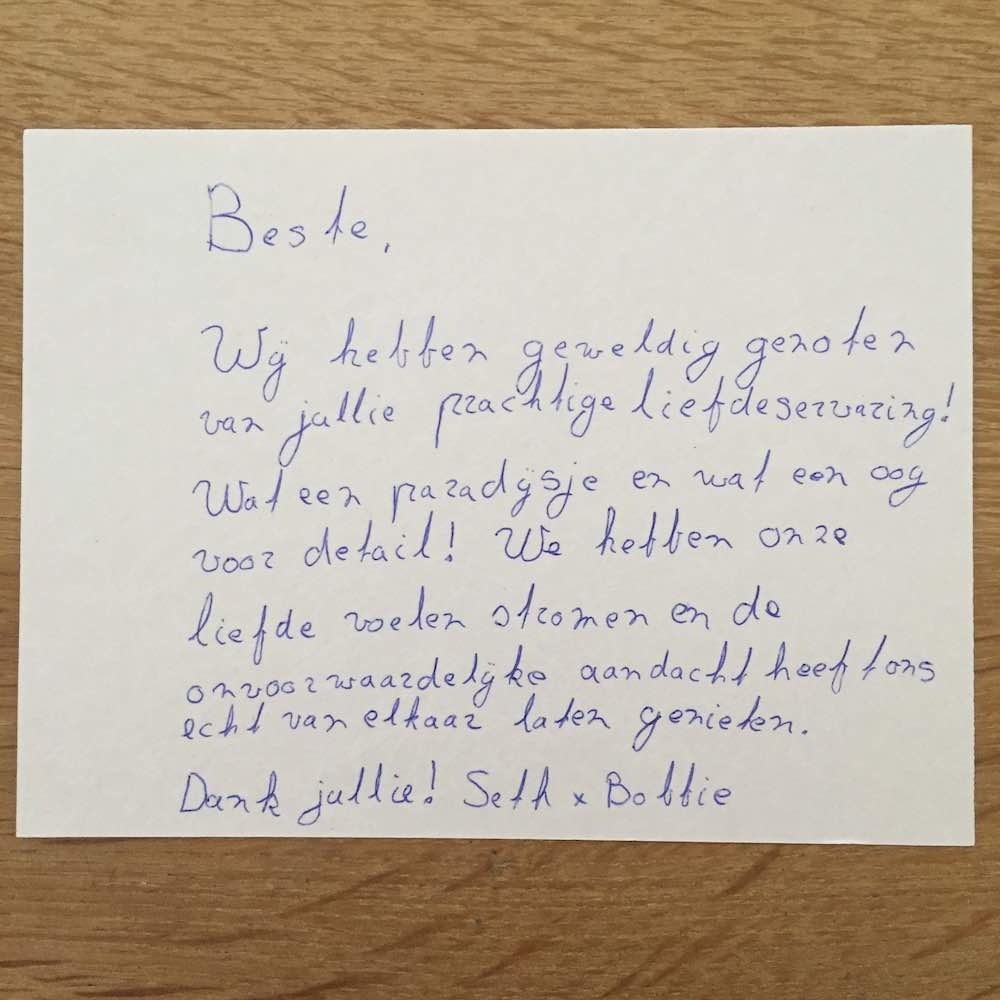 Beste,
Wij hebben geweldig genoten
van jullie prachtige liefdeservaring!
Wat een paradijsje en wat een oog
voor detail! We hebben onze
liefde voelen stromen en de
onvoorwaardelijke aandacht heeft ons
echt van elkaar laten genieten.
Dank jullie! Seth x Bobbie